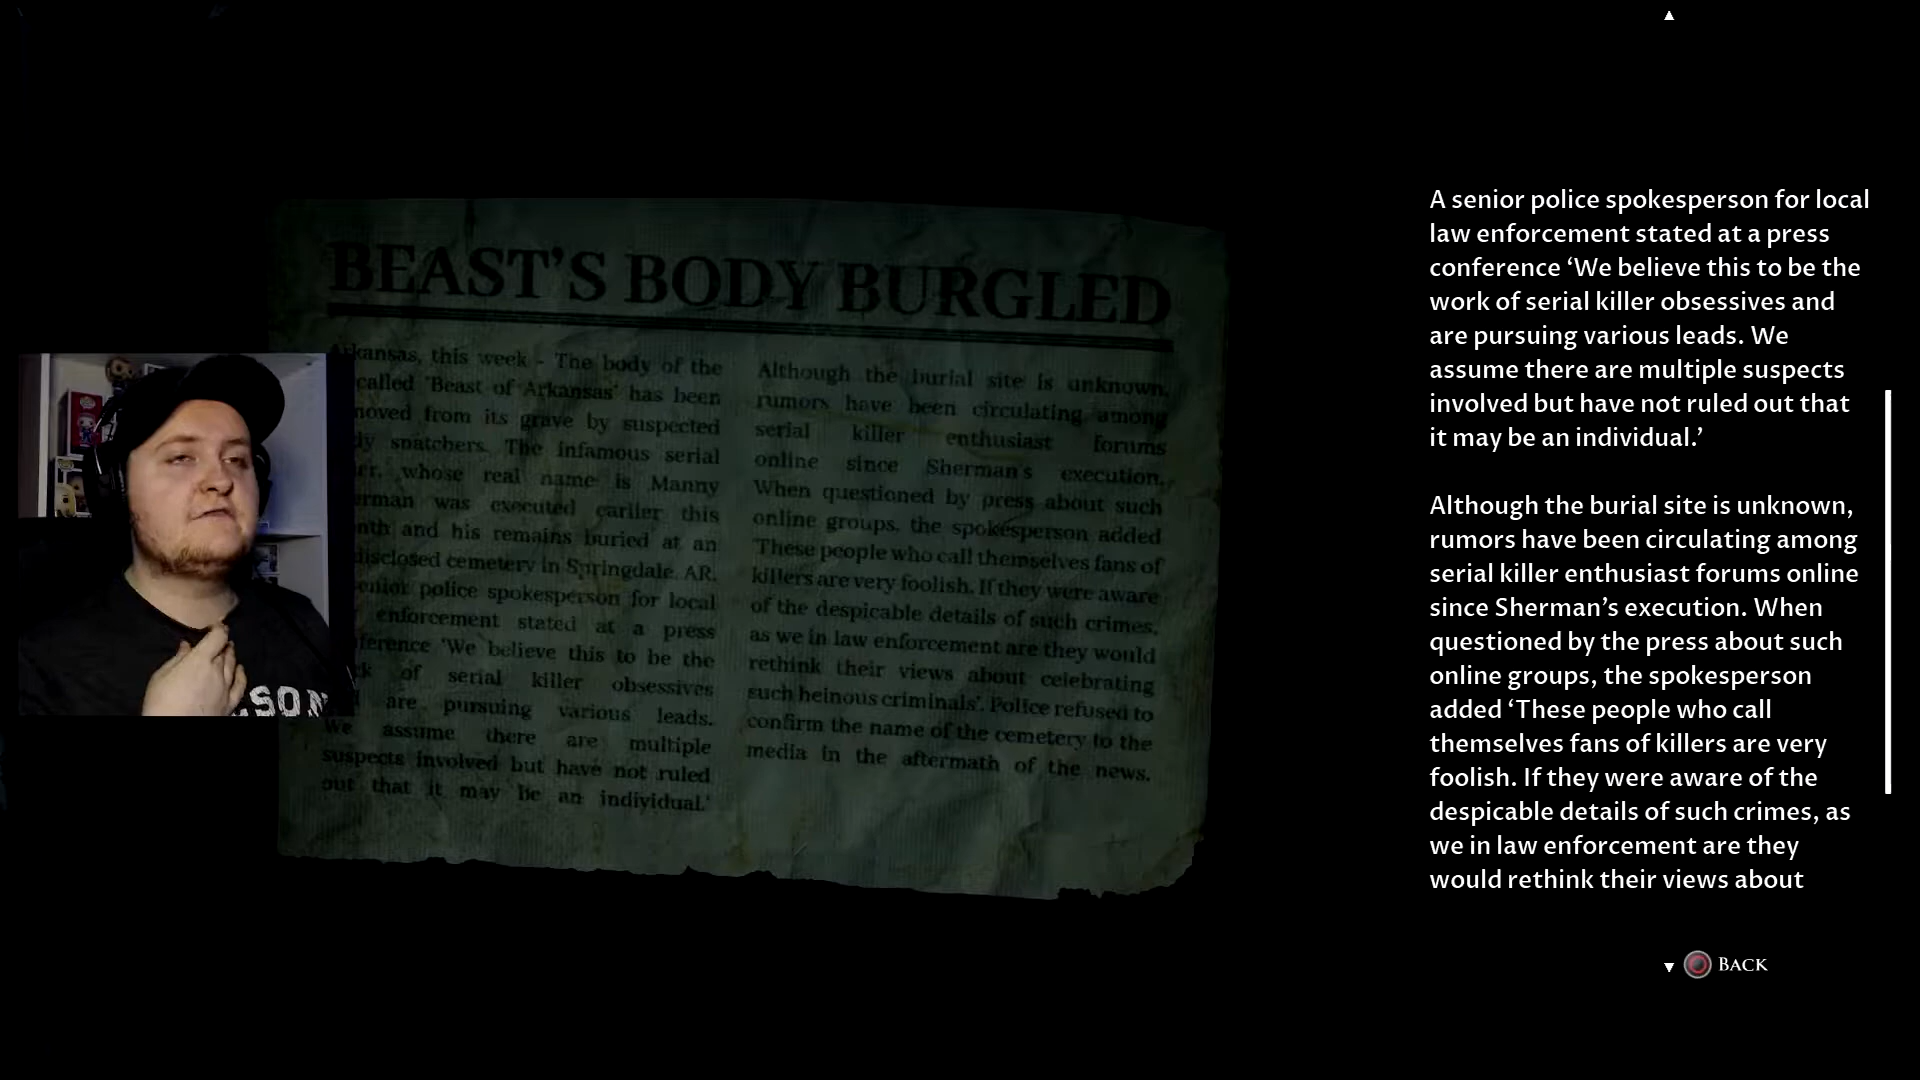 BEAST'S BODY BURGLED
Arkansas, this week - The body of the
called 'Beast of Arkansas' has been
moved from its grave by suspected
snatchers. The infamous serial
whose real name is Manny
was executed earlier this
and his remains buried at an
cemetery in Springdale, AR.
senior police spokesperson for local
enforcement stated at a press
'We believe this to be the
of serial killer obsessives
are pursuing various leads.
We assume there are multiple
suspects involved but have not ruled
out that it may be an individual.'
Although the burial site is unknown,
rumors have been circulating among
serial killer enthusiast forums
online since Sherman's execution.
When questioned by press about such
online groups, the spokesperson added
'These people who call themselves fans of
killers are very foolish. If they were aware
of the despicable details of such crimes,
as we in law enforcement are they would
rethink their views about celebrating
such heinous criminals'. Police refused to
confirm the name of the cemetery to the
media in the aftermath of the news.
SON
A senior police spokesperson for local
law enforcement stated at a press
conference ‘We believe this to be the
work of serial killer obsessives and
are pursuing various leads. We
assume there are multiple suspects
involved but have not ruled out that
it may be an individual.’
Although the burial site is unknown,
rumors have been circulating among
serial killer enthusiast forums online
since Sherman’s execution. When
questioned by the press about such
online groups, the spokesperson
added ‘These people who call
themselves fans of killers are very
foolish. If they were aware of the
despicable details of such crimes, as
we in law enforcement are they
would rethink their views about
BACK